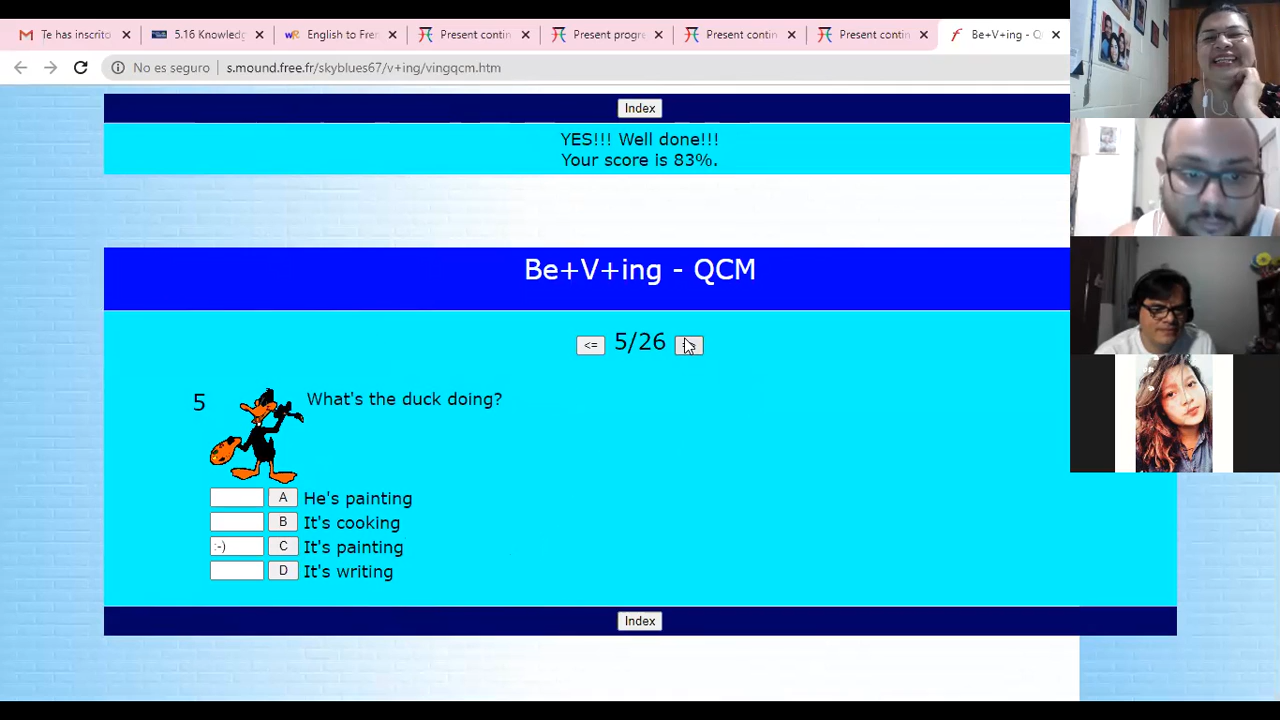 Te has inscrito
5.16 Knowledg
English to Fren
Present contin
Present progre
Present contin
Present contin
Be+V+ing - Q
No es seguro
s.mound.free.fr/skyblues67/v+ing/vingqcm.htm
Index
YES!!! Well done!!!
Your score is 83%.
Be+V+ing - QCM
<= 5/26
5 What's the duck doing?
A He's painting
B It's cooking
:-) C It's painting
D It's writing
Index